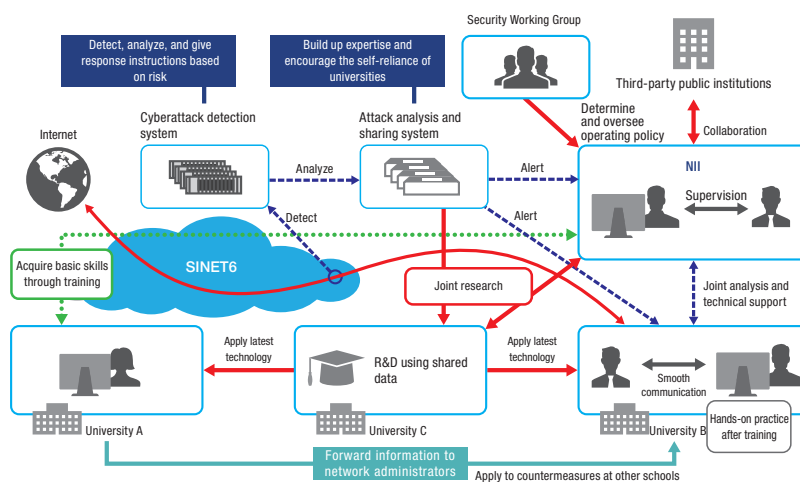 Security Working Group
Detect, analyze, and give
response instructions based
on risk
Build up expertise and
encourage the self-reliance of
universities
Third-party public institutions
Internet
Cyberattack detection
system
Attack analysis and
sharing system
Determine
and oversee
operating policy
Collaboration
NII
Analyze
Alert
Supervision
Detect
Alert
SINET6
Acquire basic skills
through training
Joint research
Joint analysis and
technical support
Apply latest
technology
R&D using shared
data
Apply latest
technology
Smooth
communication
University A
University C
University B
Hands-on practice
after training
Forward information to
network administrators
Apply to countermeasures at other schools